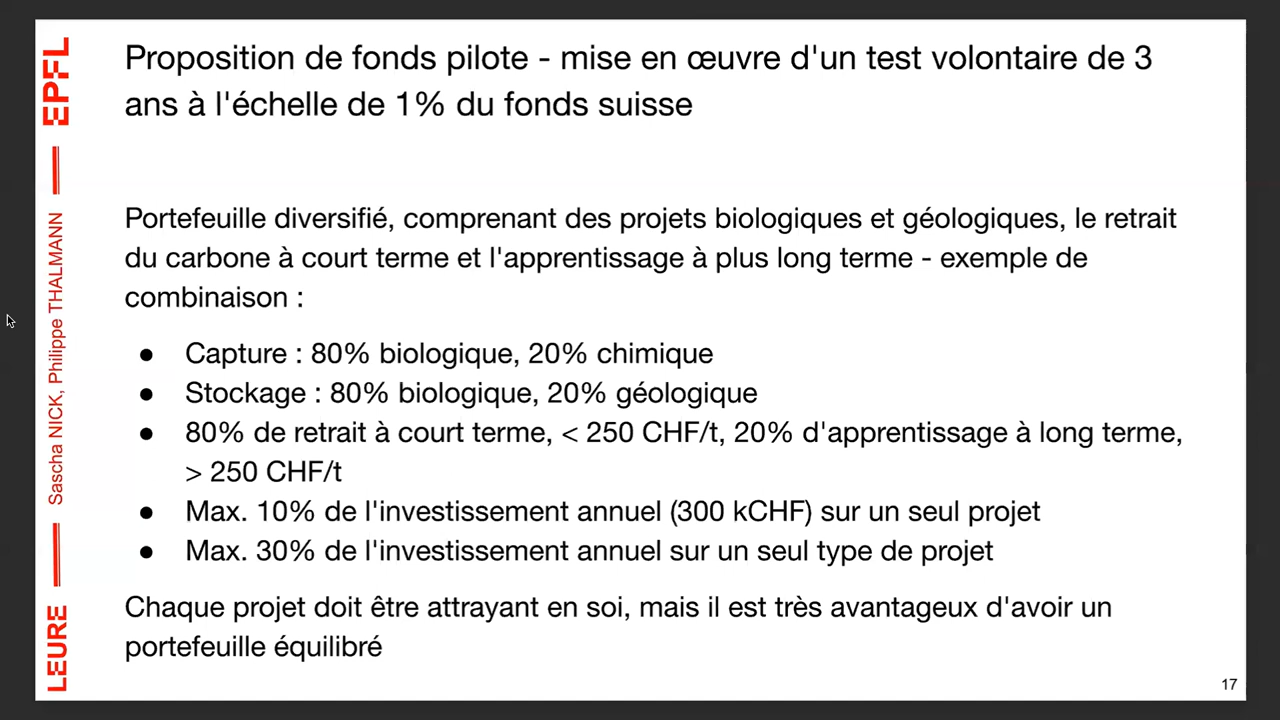 Proposition de fonds pilote - mise en œuvre d'un test volontaire de 3
ans à l'échelle de 1% du fonds suisse
Portefeuille diversifié, comprenant des projets biologiques et géologiques, le retrait
du carbone à court terme et l'apprentissage à plus long terme - exemple de
combinaison :
● Capture : 80% biologique, 20% chimique
● Stockage : 80% biologique, 20% géologique
● 80% de retrait à court terme, < 250 CHF/t, 20% d'apprentissage à long terme,
> 250 CHF/t
● Max. 10% de l'investissement annuel (300 kCHF) sur un seul projet
● Max. 30% de l'investissement annuel sur un seul type de projet
Chaque projet doit être attrayant en soi, mais il est très avantageux d'avoir un
portefeuille équilibré
17
EPFL
Sascha NICK, Philippe THALMANN
LEURE